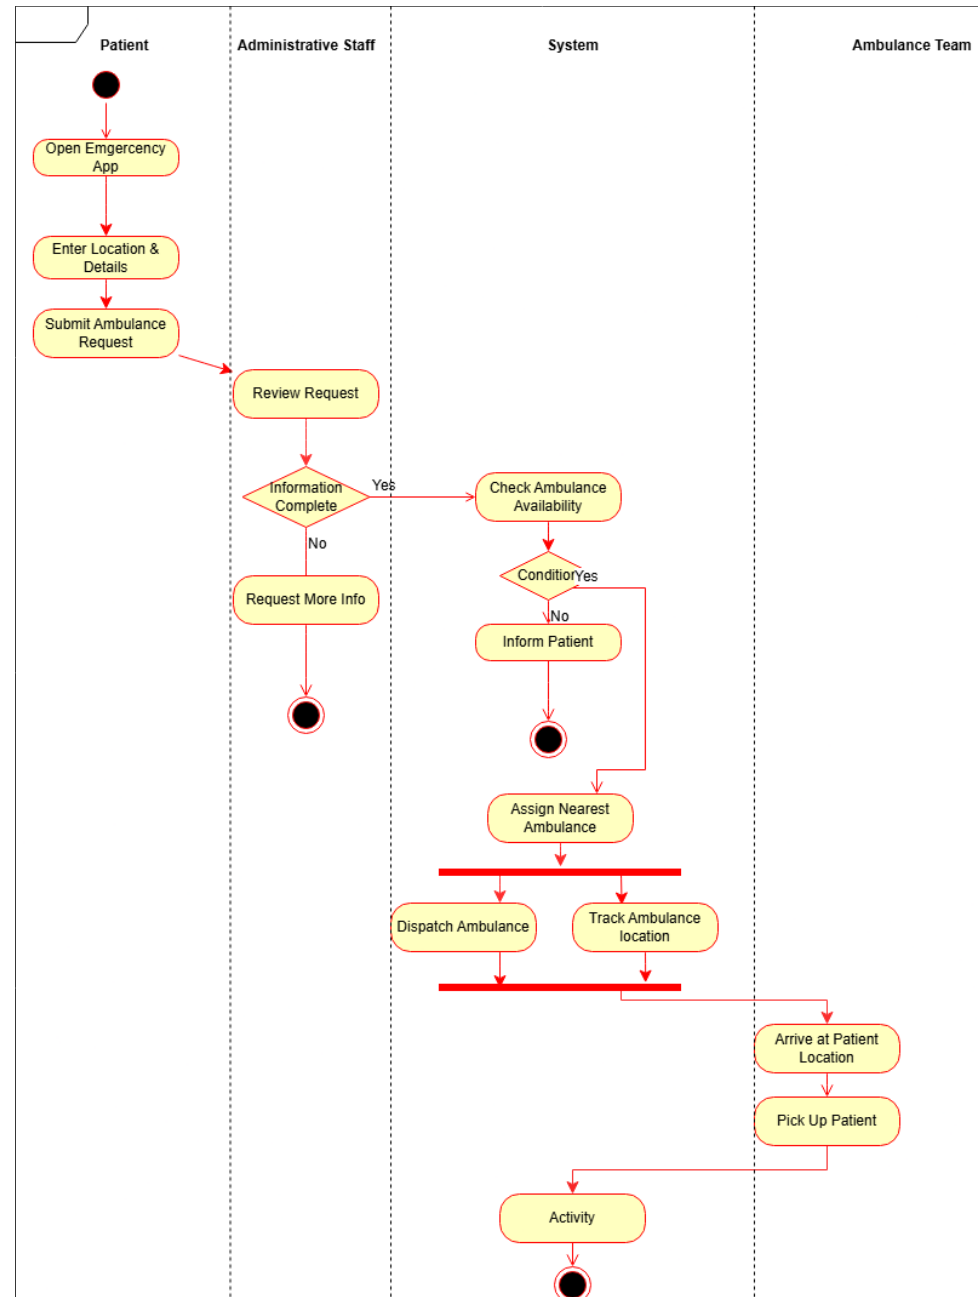 Patient
Administrative Staff
System
Ambulance Team
Open Emgercency
App
Enter Location &
Details
Submit Ambulance
Request
Review Request
Information
Complete
Yes
No
Request More Info
Check Ambulance
Availability
Condition
Yes
No
Inform Patient
Assign Nearest
Ambulance
Dispatch Ambulance
Track Ambulance
location
Arrive at Patient
Location
Pick Up Patient
Activity